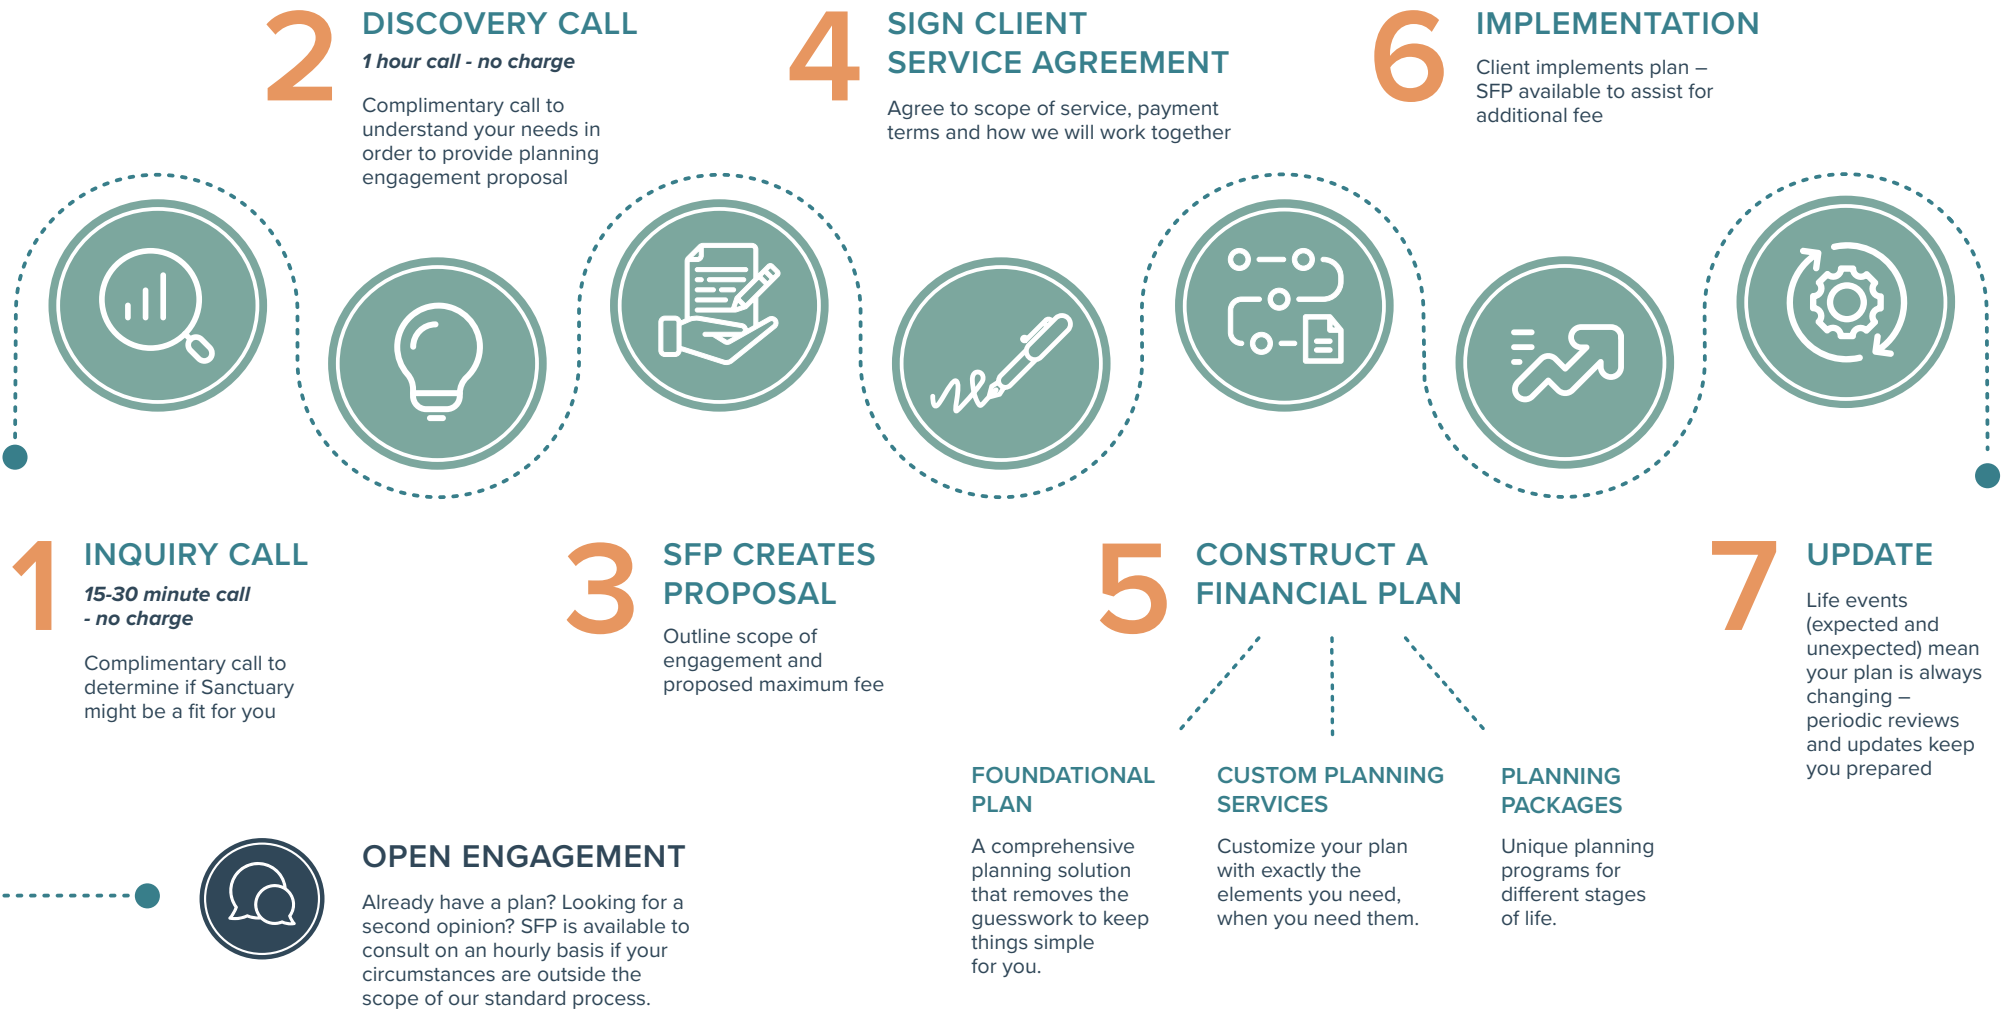 1
INQUIRY CALL
15-30 minute call
- no charge
Complimentary call to
determine if Sanctuary
might be a fit for you
2
DISCOVERY CALL
1 hour call - no charge
Complimentary call to
understand your needs in
order to provide planning
engagement proposal
3
SFP CREATES
PROPOSAL
Outline scope of
engagement and
proposed maximum fee
4
SIGN CLIENT
SERVICE AGREEMENT
Agree to scope of service, payment
terms and how we will work together
5
CONSTRUCT A
FINANCIAL PLAN
FOUNDATIONAL
PLAN
A comprehensive
planning solution
that removes the
guesswork to keep
things simple
for you.
CUSTOM PLANNING
SERVICES
Customize your plan
with exactly the
elements you need,
when you need them.
PLANNING
PACKAGES
Unique planning
programs for
different stages
of life.
6
IMPLEMENTATION
Client implements plan –
SFP available to assist for
additional fee
7
UPDATE
Life events
(expected and
unexpected) mean
your plan is always
changing –
periodic reviews
and updates keep
you prepared
OPEN ENGAGEMENT
Already have a plan? Looking for a
second opinion? SFP is available to
consult on an hourly basis if your
circumstances are outside the
scope of our standard process.